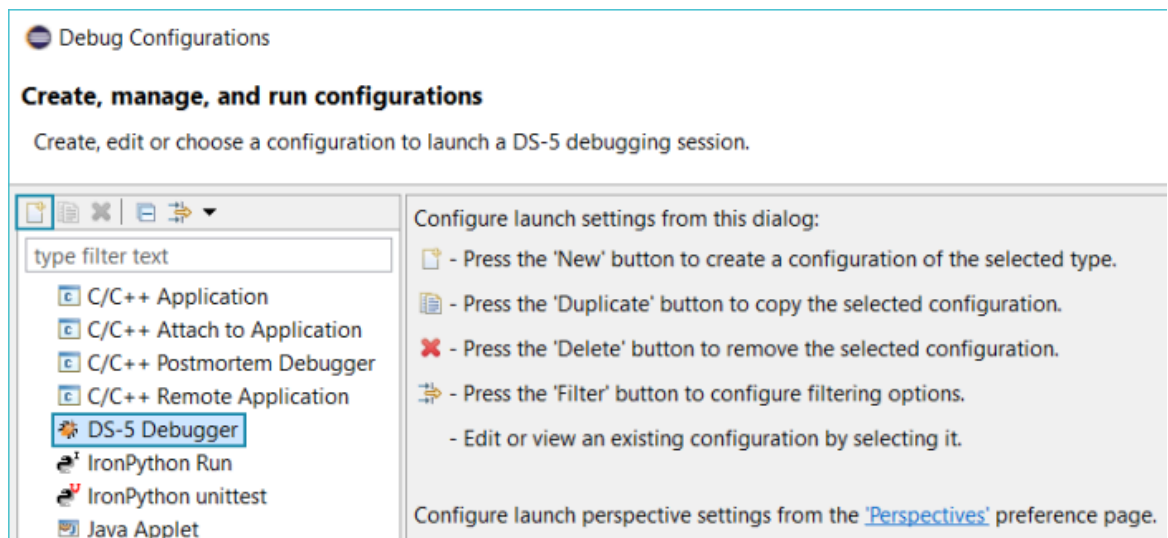 Debug Configurations
Create, manage, and run configurations
Create, edit or choose a configuration to launch a DS-5 debugging session.
type filter text
C/C++ Application
C/C++ Attach to Application
C/C++ Postmortem Debugger
C/C++ Remote Application
DS-5 Debugger
IronPython Run
IronPython unittest
Java Applet
Configure launch settings from this dialog:
- Press the 'New' button to create a configuration of the selected type.
- Press the 'Duplicate' button to copy the selected configuration.
- Press the 'Delete' button to remove the selected configuration.
- Press the 'Filter' button to configure filtering options.
- Edit or view an existing configuration by selecting it.
Configure launch perspective settings from the 'Perspectives' preference page.